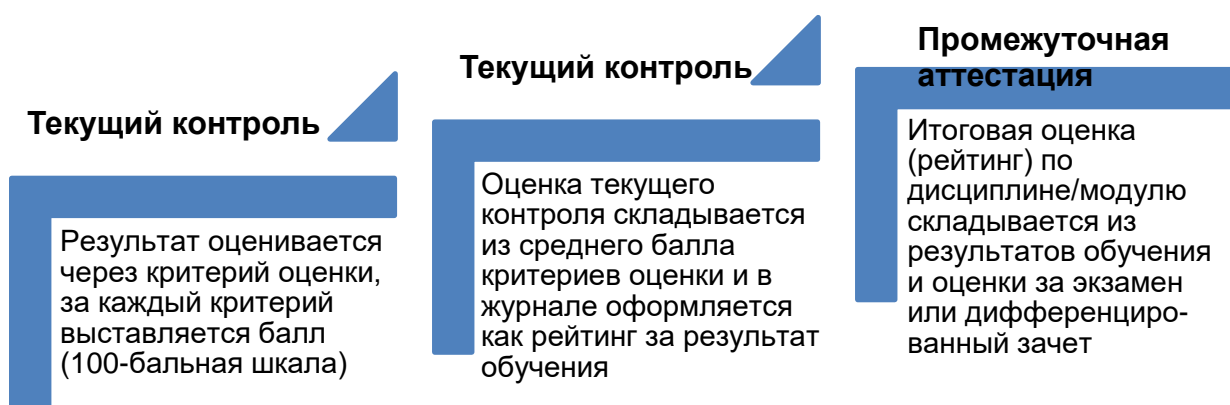 Текущий контроль
Результат оценивается
через критерий оценки,
за каждый критерий
выставляется балл
(100-бальная шкала)
Текущий контроль
Оценка текущего
контроля складывается
из среднего балла
критериев оценки и в
журнале оформляется
как рейтинг за результат
обучения
Промежуточная
аттестация
Итоговая оценка
(рейтинг) по
дисциплине/модулю
складывается из
результатов обучения
и оценки за экзамен
или дифференциро-
ванный зачет